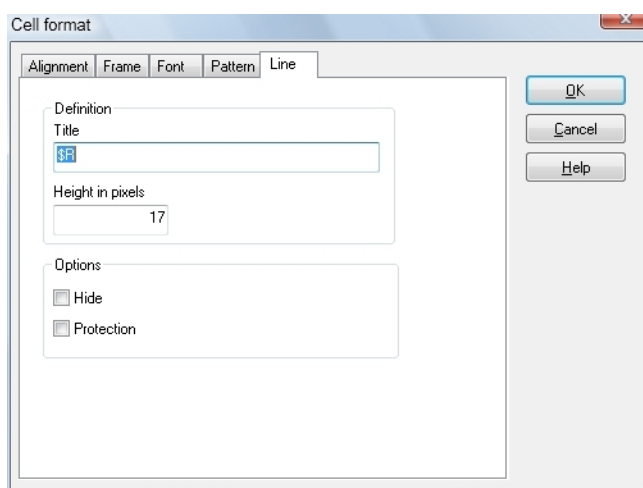 Cell format
Alignment Frame Font Pattern Line
Definition
Title
$R
Height in pixels
17
Options
Hide
Protection
OK
Cancel
Help